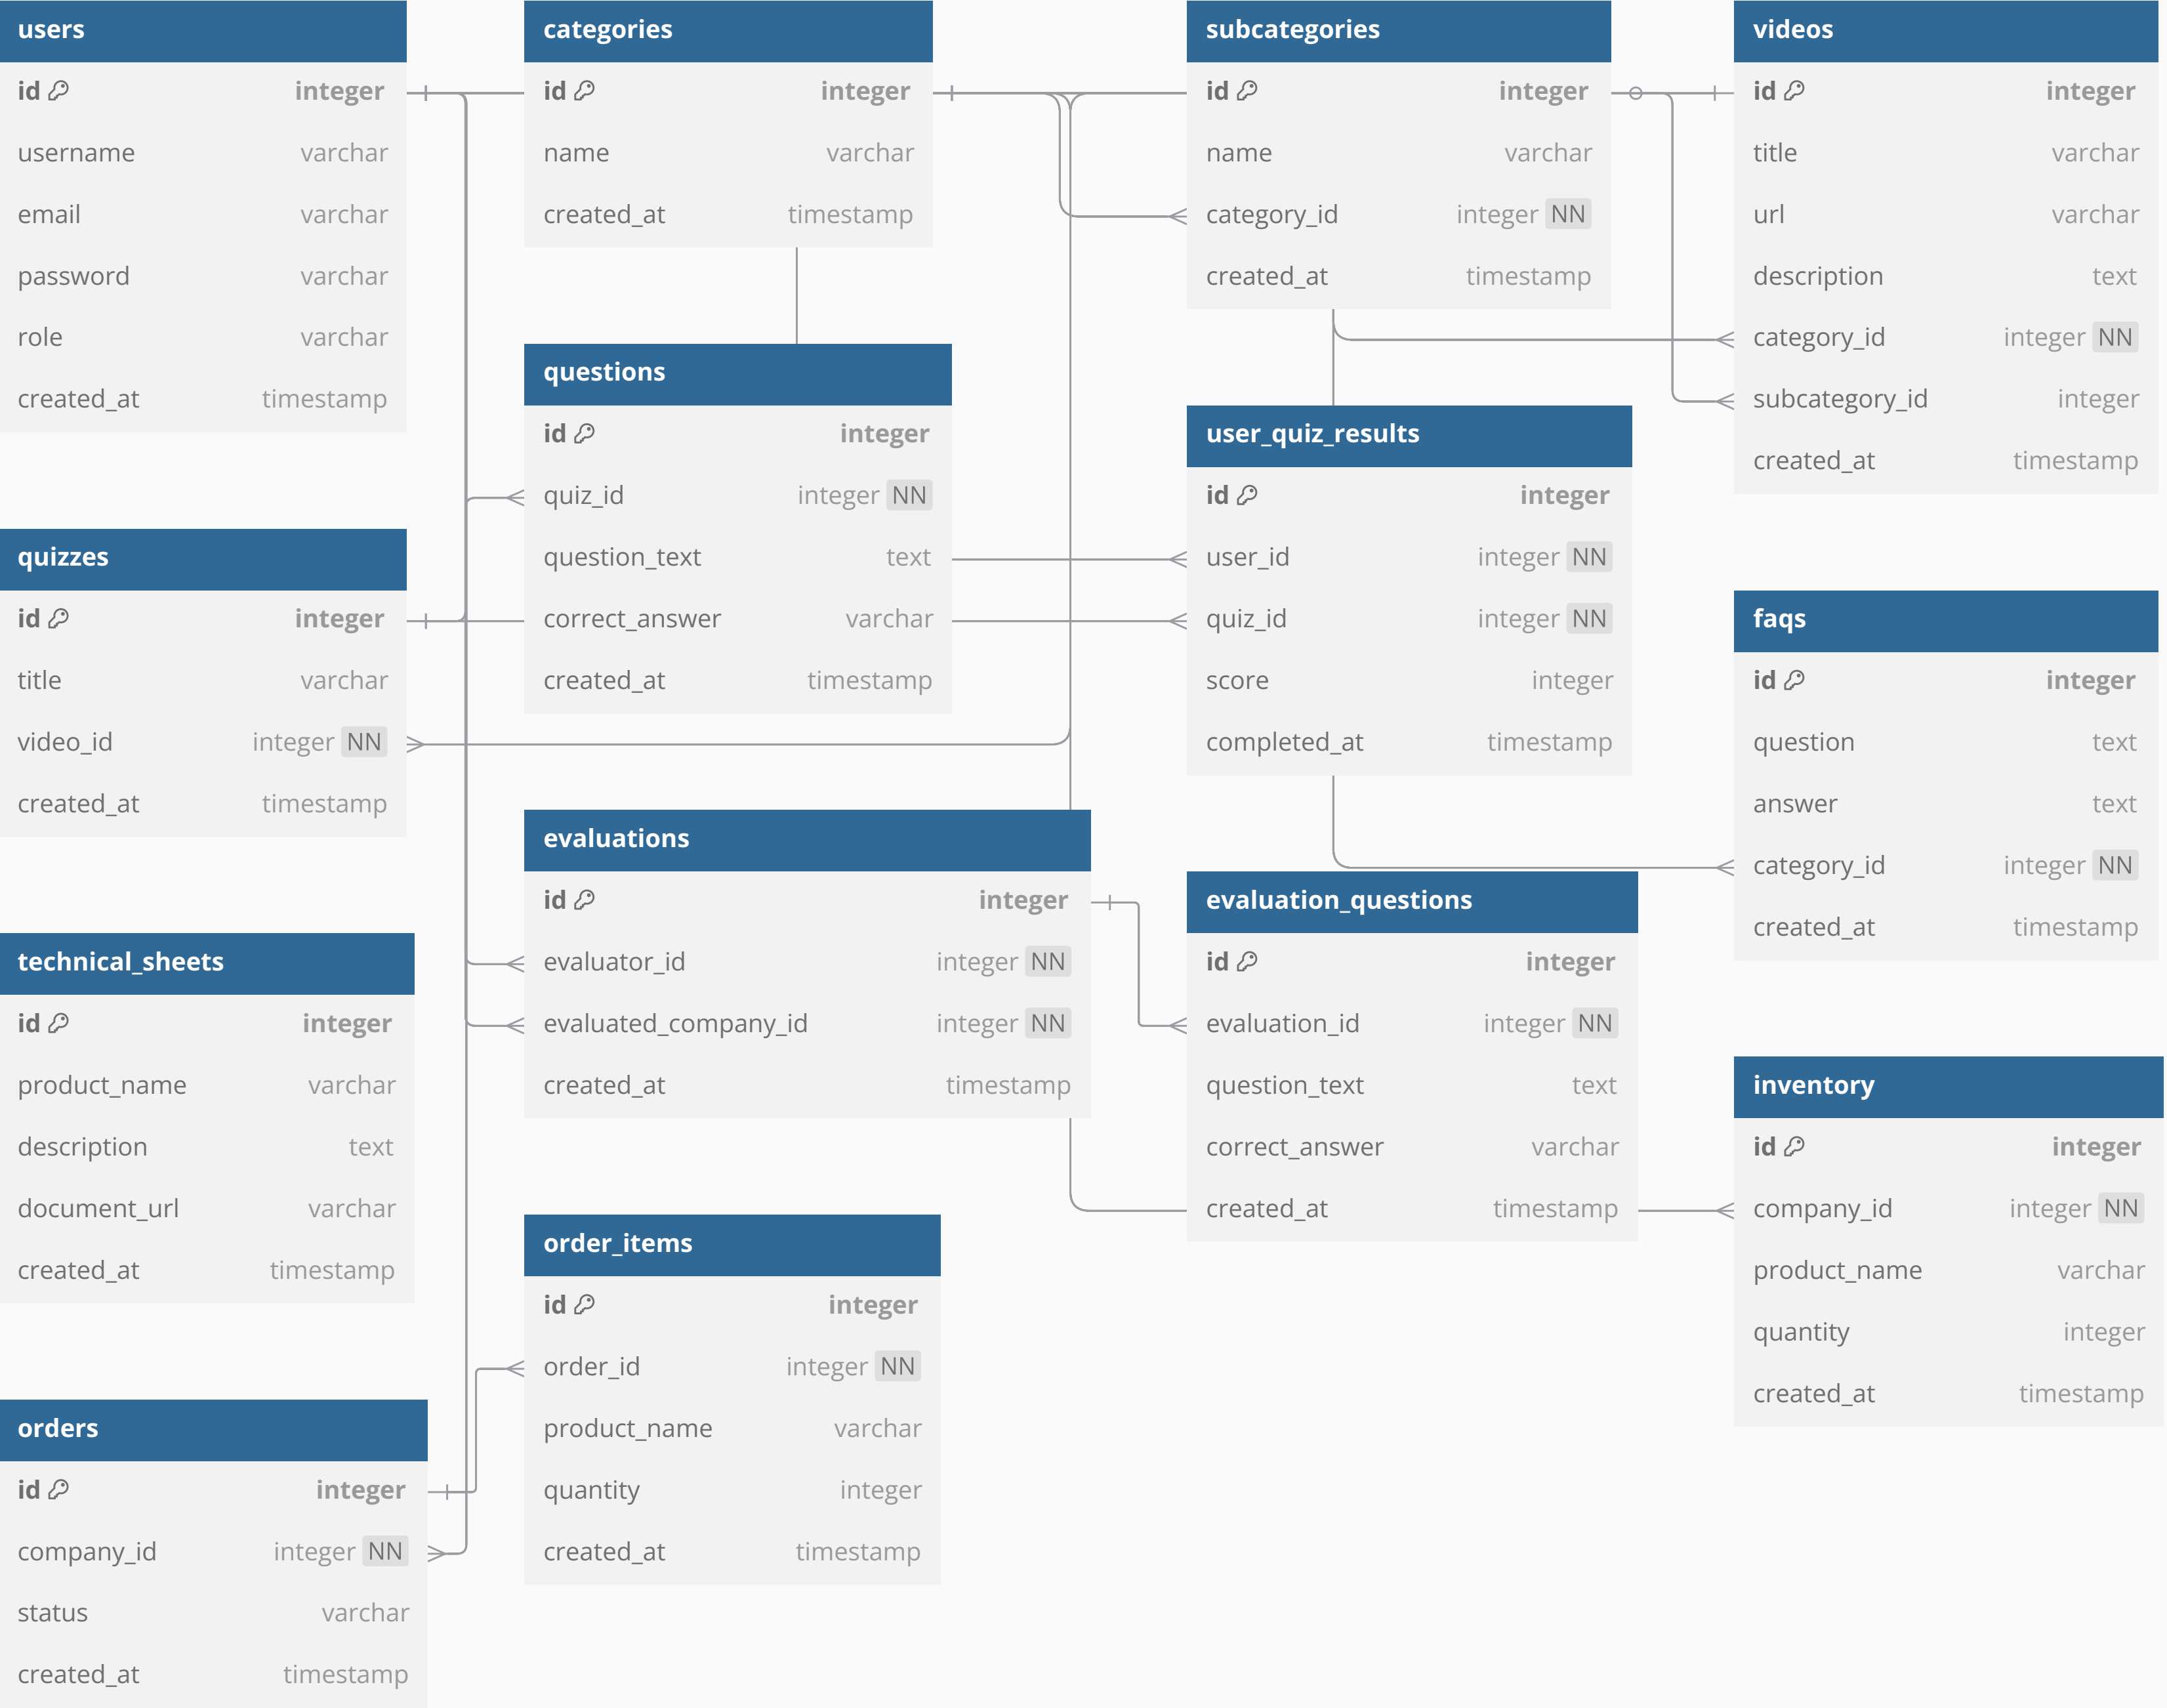 users
id integer
username varchar
email varchar
password varchar
role varchar
created_at timestamp
categories
id integer
name varchar
created_at timestamp
subcategories
id integer
name varchar
category_id integer NN
created_at timestamp
videos
id integer
title varchar
url varchar
description text
category_id integer NN
subcategory_id integer
created_at timestamp
questions
id integer
quiz_id integer NN
question_text text
correct_answer varchar
created_at timestamp
user_quiz_results
id integer
user_id integer NN
quiz_id integer NN
score integer
completed_at timestamp
quizzes
id integer
title varchar
video_id integer NN
created_at timestamp
faqs
id integer
question text
answer text
category_id integer NN
created_at timestamp
evaluations
id integer
evaluator_id integer NN
evaluated_company_id integer NN
created_at timestamp
evaluation_questions
id integer
evaluation_id integer NN
question_text text
correct_answer varchar
created_at timestamp
technical_sheets
id integer
product_name varchar
description text
document_url varchar
created_at timestamp
inventory
id integer
company_id integer NN
product_name varchar
quantity integer
created_at timestamp
order_items
id integer
order_id integer NN
product_name varchar
quantity integer
created_at timestamp
orders
id integer
company_id integer NN
status varchar
created_at timestamp